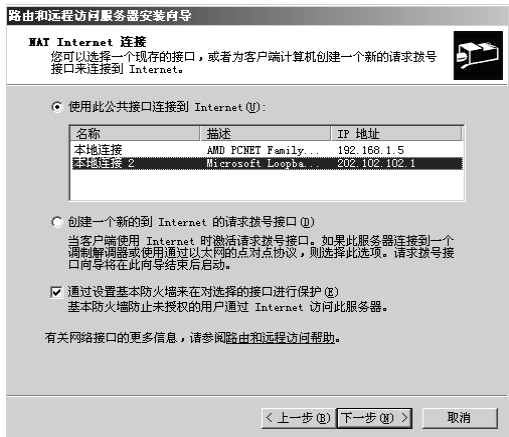 路由和远程访问服务器安装向导
NAT Internet 连接
您可以选择一个现存的接口，或者为客户端计算机创建一个新的请求拨号
接口来连接到 Internet。
使用此公共接口连接到 Internet(U):
名称 描述 IP 地址
本地连接 AMD PCNET Family... 192.168.1.5
本地连接 2 Microsoft Loopba... 202.102.102.1
创建一个新的到 Internet 的请求拨号接口(D)
当客户端使用 Internet 时激活请求拨号接口。如果此服务器连接到一个
调制解调器或使用通过以太网的点对点协议，则选择此选项。请求拨号接
口向导将在此向导结束后启动。
通过设置基本防火墙来在对选择的接口进行保护(E)
基本防火墙防止未授权的用户通过 Internet 访问此服务器。
有关网络接口的更多信息，请参阅路由和远程访问帮助。
< 上一步(B) 下一步(N) > 取消